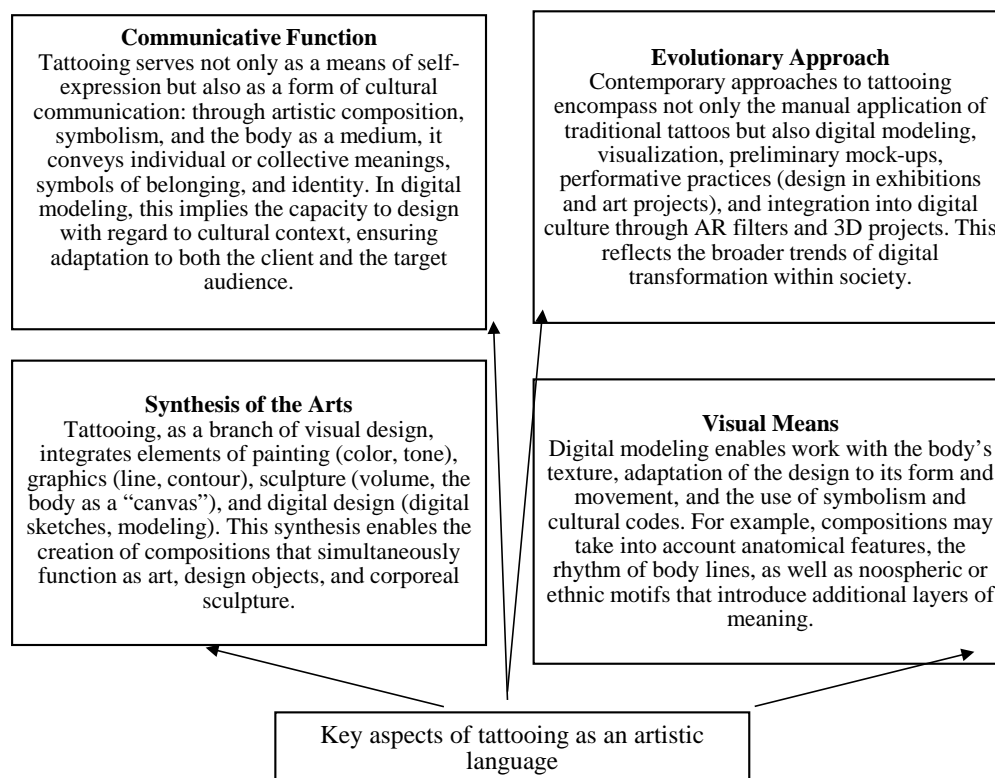 Communicative Function
Tattooing serves not only as a means of self-
expression but also as a form of cultural
communication: through artistic composition,
symbolism, and the body as a medium, it
conveys individual or collective meanings,
symbols of belonging, and identity. In digital
modeling, this implies the capacity to design
with regard to cultural context, ensuring
adaptation to both the client and the target
audience.
Evolutionary Approach
Contemporary approaches to tattooing
encompass not only the manual application of
traditional tattoos but also digital modeling,
visualization, preliminary mock-ups,
performative practices (design in exhibitions
and art projects), and integration into digital
culture through AR filters and 3D projects. This
reflects the broader trends of digital
transformation within society.
Synthesis of the Arts
Tattooing, as a branch of visual design,
integrates elements of painting (color, tone),
graphics (line, contour), sculpture (volume, the
body as a “canvas”), and digital design (digital
sketches, modeling). This synthesis enables the
creation of compositions that simultaneously
function as art, design objects, and corporeal
sculpture.
Visual Means
Digital modeling enables work with the body’s
texture, adaptation of the design to its form and
movement, and the use of symbolism and
cultural codes. For example, compositions may
take into account anatomical features, the
rhythm of body lines, as well as noospheric or
ethnic motifs that introduce additional layers of
meaning.
Key aspects of tattooing as an artistic
language